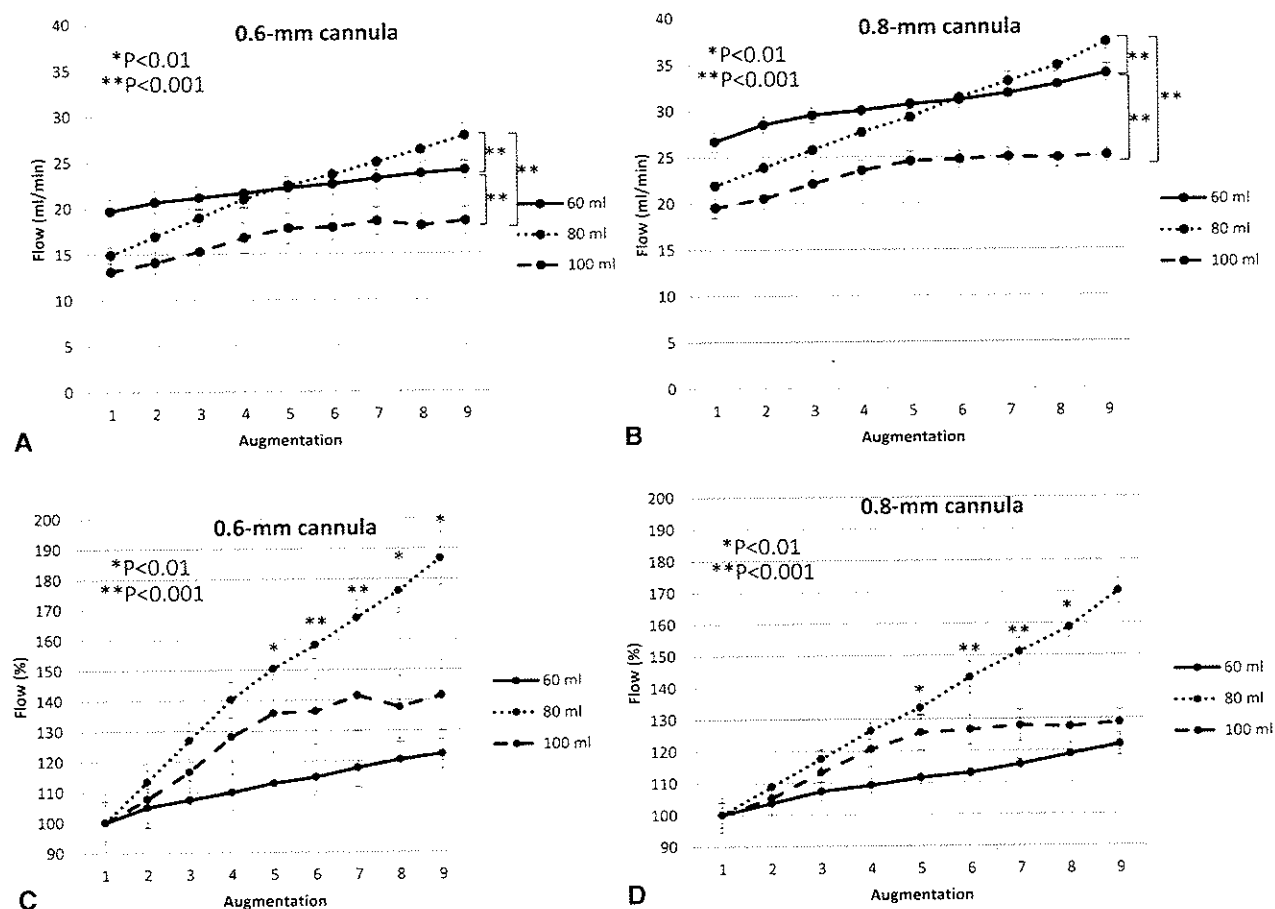 0.6-mm cannula
*P<0.01
**P<0.001
Flow (ml/min)
40
35
30
25
20
15
10
5
0
**
**
**
60 ml
80 ml
100 ml
1 2 3 4 5 6 7 8 9
Augmentation
A
0.8-mm cannula
*P<0.01
**P<0.001
Flow (ml/min)
40
35
30
25
20
15
10
5
0
**
**
**
60 ml
80 ml
100 ml
1 2 3 4 5 6 7 8 9
Augmentation
B
0.6-mm cannula
*P<0.01
**P<0.001
Flow (%)
200
190
180
170
160
150
140
130
120
110
100
90
* ** ** * *
60 ml
80 ml
100 ml
1 2 3 4 5 6 7 8 9
Augmentation
C
0.8-mm cannula
*P<0.01
**P<0.001
Flow (%)
200
190
180
170
160
150
140
130
120
110
100
90
* ** ** *
60 ml
80 ml
100 ml
1 2 3 4 5 6 7 8 9
Augmentation
D